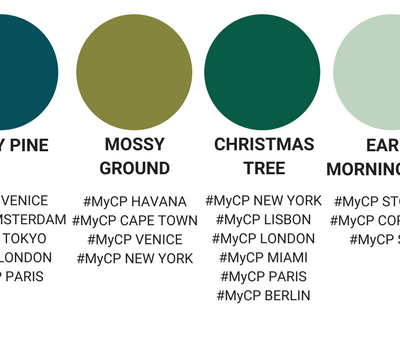 Y PINE
VENICE
MSTERDAM
TOKYO
LONDON
PARIS
MOSSY
GROUND
#MyCP HAVANA
#MyCP CAPE TOWN
#MyCP VENICE
#MyCP NEW YORK
CHRISTMAS
TREE
#MyCP NEW YORK
#MyCP LISBON
#MyCP LONDON
#MyCP MIAMI
#MyCP PARIS
#MyCP BERLIN
EAR
MORNING
#MyCP STO
#MyCP COP
#MyCP S